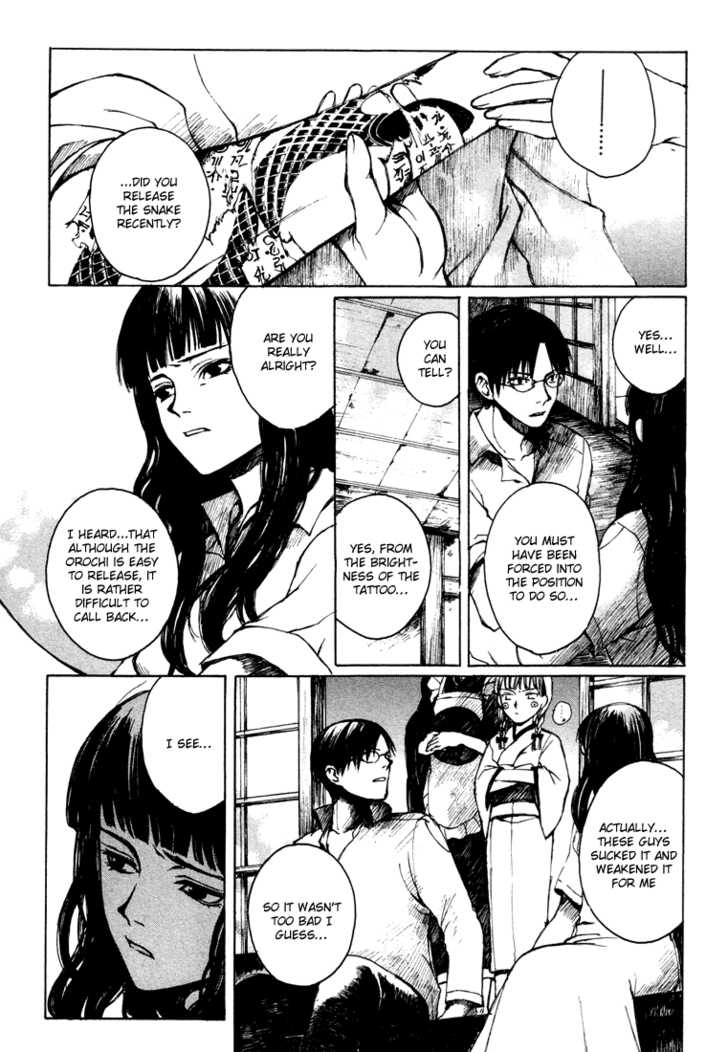 .........
...DID YOU
RELEASE
THE SNAKE
RECENTLY?
YES...
WELL...
YOU MUST
HAVE BEEN
FORCED INTO
THE POSITION
TO DO SO...
YOU
CAN
TELL?
YES, FROM
THE BRIGHT-
NESS OF THE
TATTOO...
ARE YOU
REALLY
ALRIGHT?
I HEARD...THAT
ALTHOUGH THE
OROCHI IS EASY
TO RELEASE, IT
IS RATHER
DIFFICULT TO
CALL BACK...
ACTUALLY...
THESE GUYS
SUCKED IT AND
WEAKENED IT
FOR ME
SO IT WASN'T
TOO BAD I
GUESS...
I SEE...